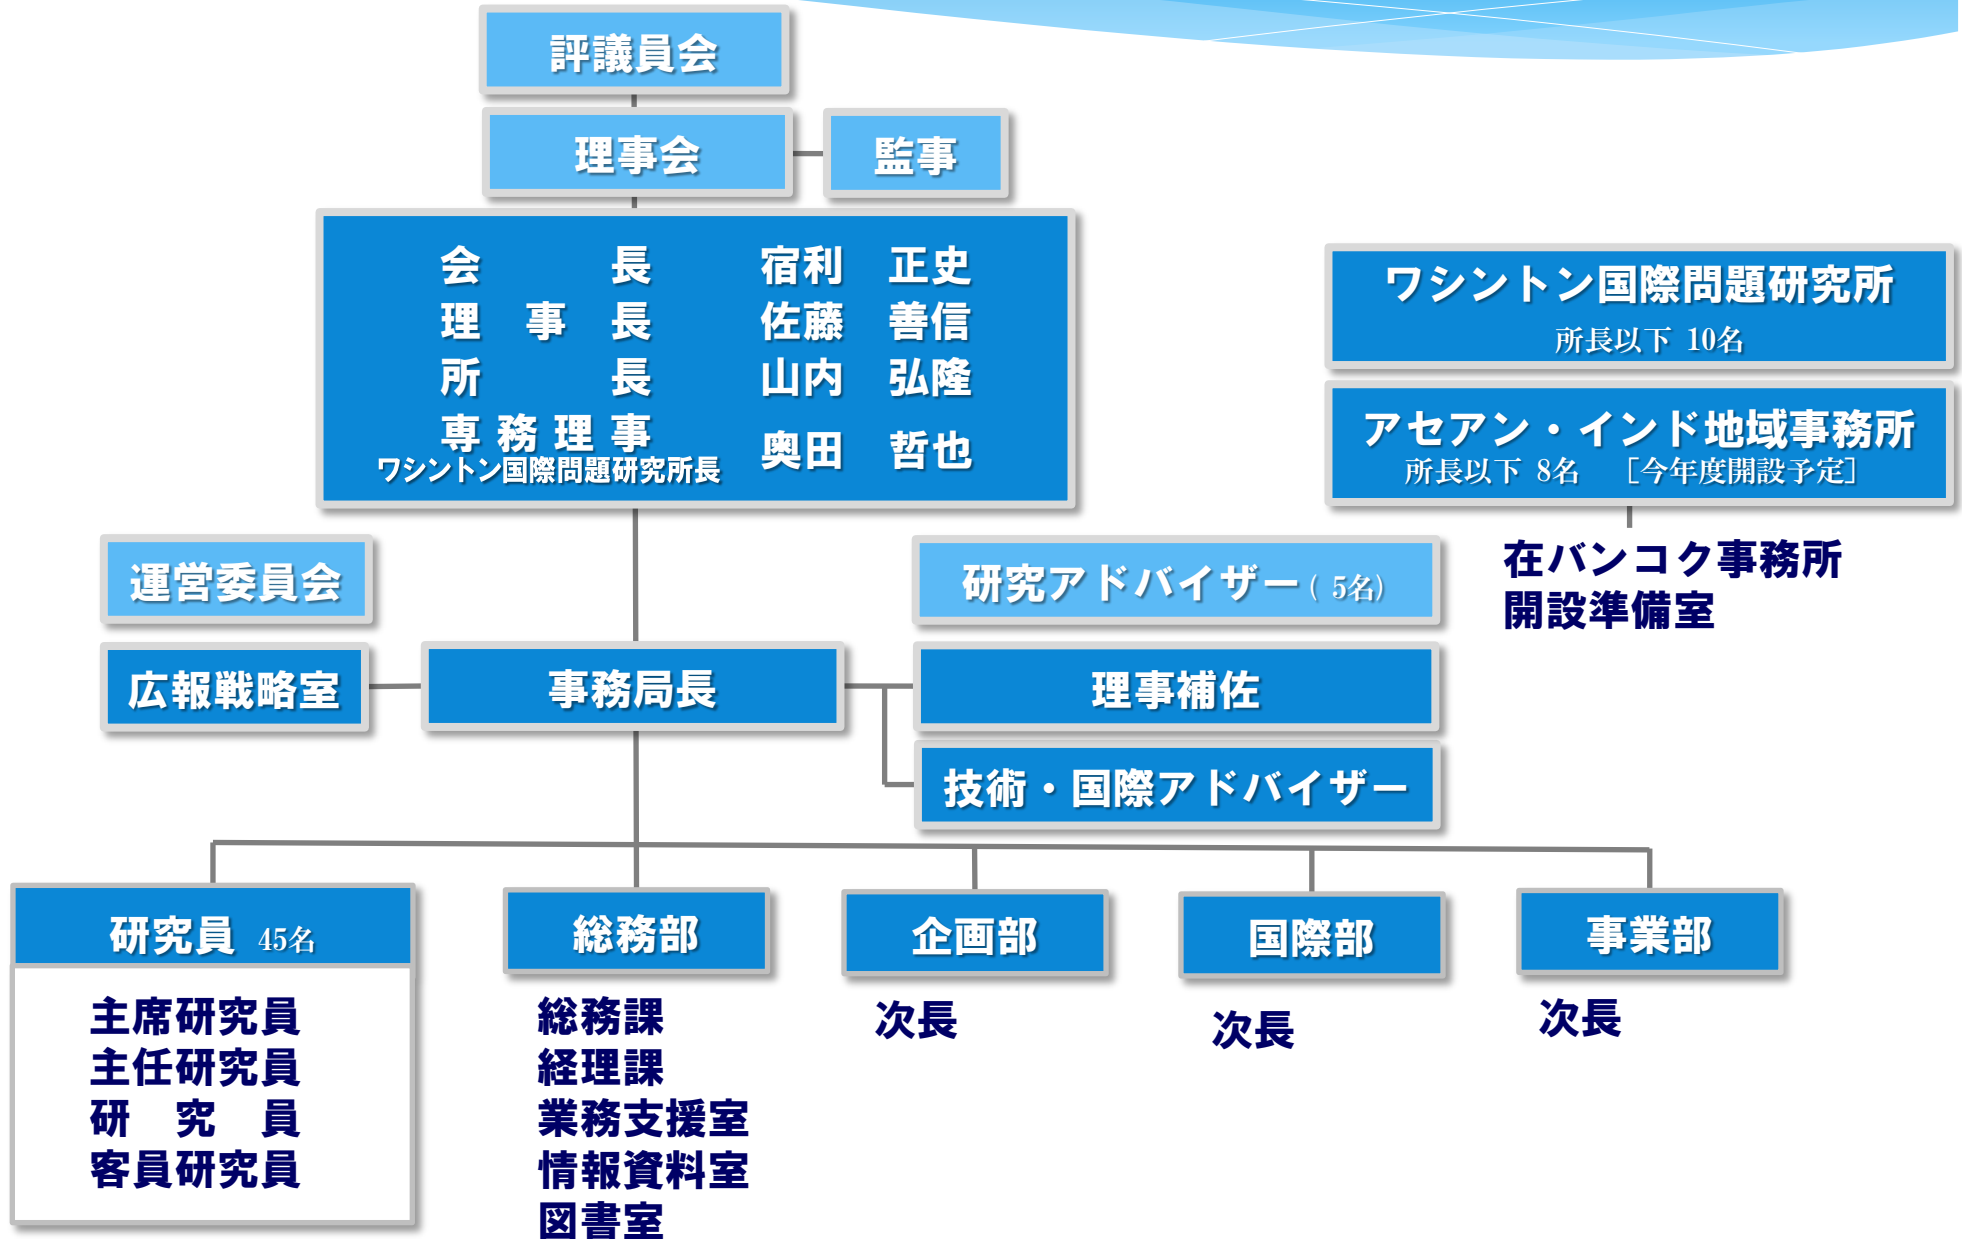 評議員会
理事会
監事
会　長　宿利　正史
理　事　長　佐藤　善信
所　長　山内　弘隆
専務理事　奥田　哲也
ワシントン国際問題研究所長
ワシントン国際問題研究所
所長以下 10名
アセアン・インド地域事務所
所長以下 8名　［今年度開設予定］
在バンコク事務所
開設準備室
運営委員会
研究アドバイザー（ 5名）
広報戦略室
事務局長
理事補佐
技術・国際アドバイザー
研究員 45名
主席研究員
主任研究員
研　究　員
客員研究員
総務部
総務課
経理課
業務支援室
情報資料室
図書室
企画部
次長
国際部
次長
事業部
次長